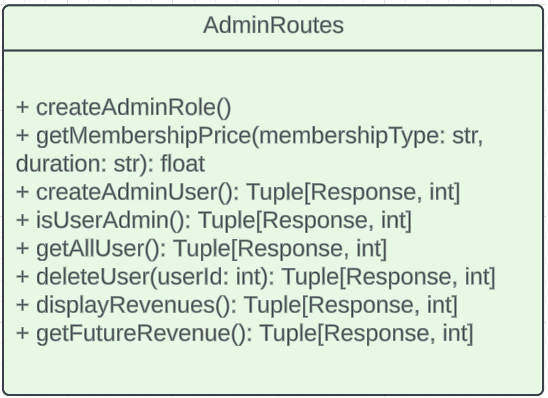 AdminRoutes
+ createAdminRole()
+ getMembershipPrice(membershipType: str,
duration: str): float
+ createAdminUser(): Tuple[Response, int]
+ isUserAdmin(): Tuple[Response, int]
+ getAllUser(): Tuple[Response, int]
+ deleteUser(userId: int): Tuple[Response, int]
+ displayRevenues(): Tuple[Response, int]
+ getFutureRevenue(): Tuple[Response, int]